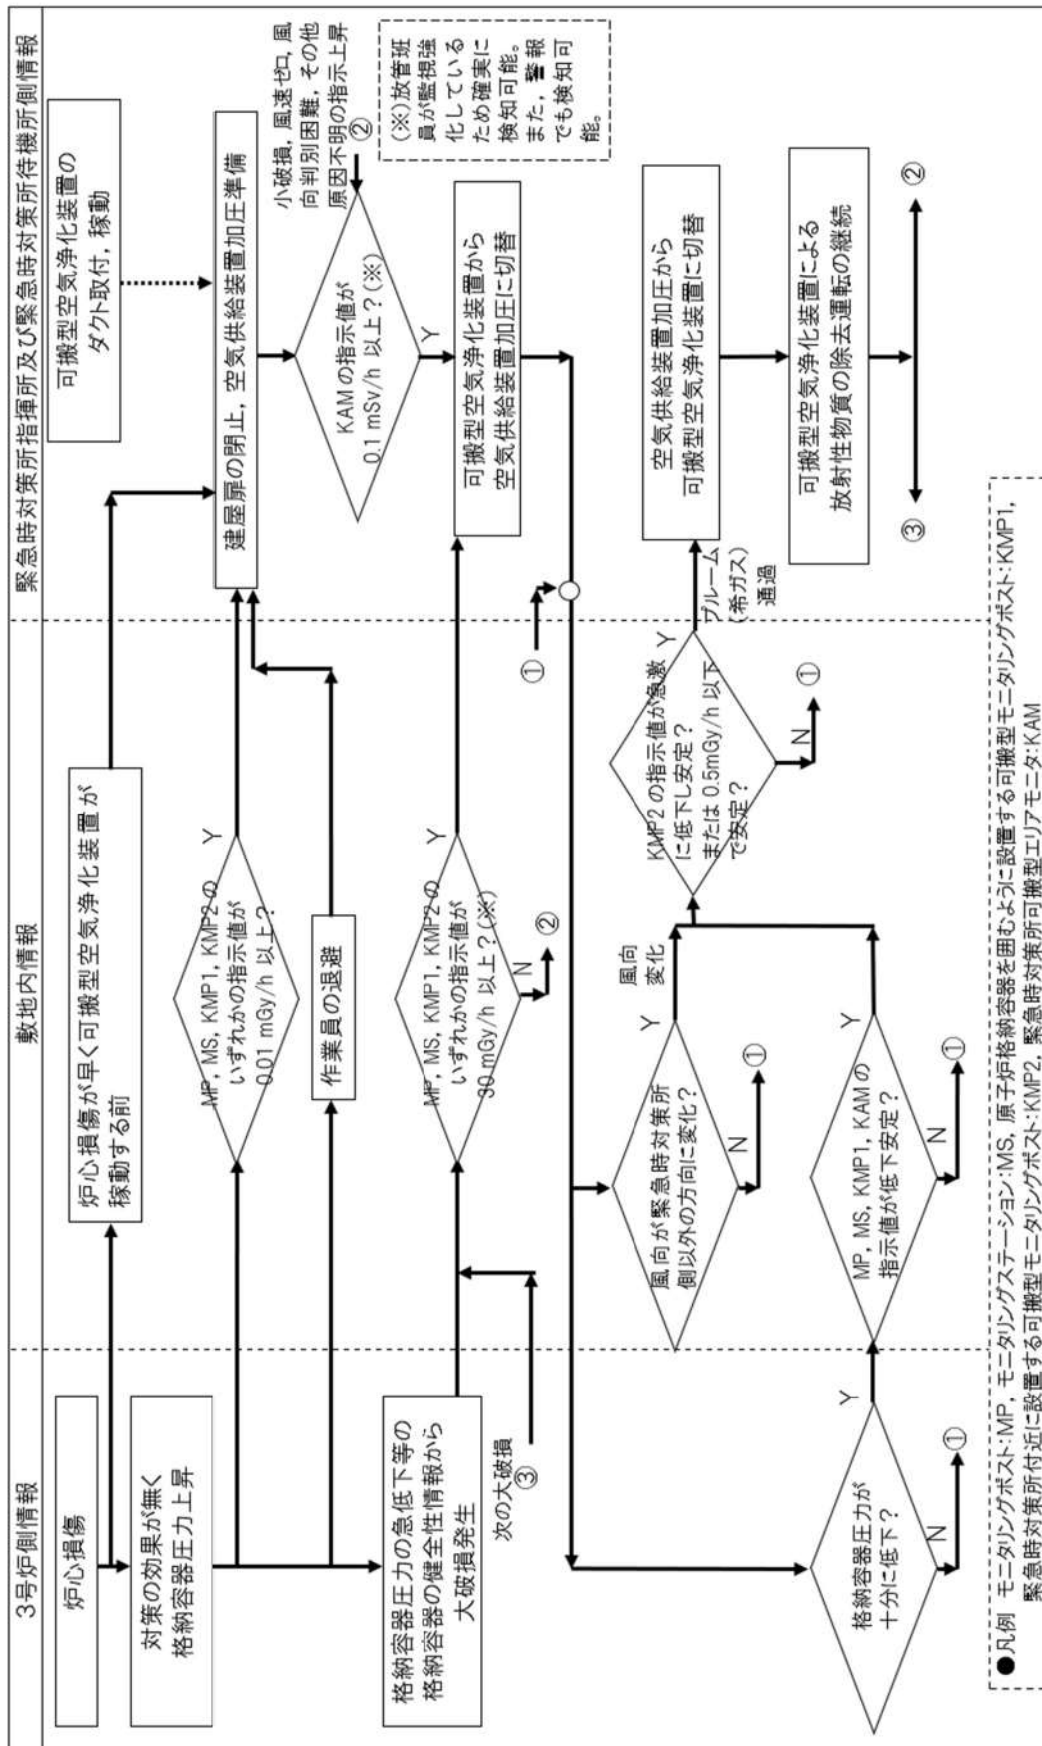 3号炉側情報
敷地内情報
緊急時対策所指揮所及び緊急時対策所待機所側情報
炉心損傷
炉心損傷が早く可搬型空気浄化装置が
稼動する前
可搬型空気浄化装置の
ダクト取付，稼動
対策の効果が無く
格納容器圧力上昇
MP, MS, KMP1, KMP2の
いずれかの指示値が
0.01 mGy/h 以上？
Y
建屋扉の閉止，空気供給装置加圧準備
作業員の退避
小破損，風速ゼロ，風
向判別困難，その他
原因不明の指示上昇
②
KAMの指示値が
0.1 mSv/h 以上？(※)
Y
(※)放管班
員が監視強
化している
ため確実に
検知可能。
また，警報
でも検知可
能。
格納容器圧力の急低下等の
格納容器の健全性情報から
大破損発生
MP, MS, KMP1, KMP2の
いずれかの指示値が
30 mGy/h 以上？(※)
Y
N
②
可搬型空気浄化装置から
空気供給装置加圧に切替
次の大破損
③
①
風向が緊急時対策所
側以外の方向に変化？
Y
風向
変化
N
①
KMP2の指示値が急激
に低下し安定？
または 0.5mGy/h 以下
で安定？
Y
N
①
プルーム
(希ガス)
通過
空気供給装置加圧から
可搬型空気浄化装置に切替
格納容器圧力が
十分に低下？
Y
N
①
MP, MS, KMP1, KAMの
指示値が低下安定？
Y
N
①
可搬型空気浄化装置による
放射性物質の除去運転の継続
③
②
●凡例 モニタリングポスト:MP，モニタリングステーション:MS，原子炉格納容器を囲むように設置する可搬型モニタリングポスト:KMP1,
緊急時対策所付近に設置する可搬型モニタリングポスト:KMP2，緊急時対策所可搬型エリアモニタ:KAM